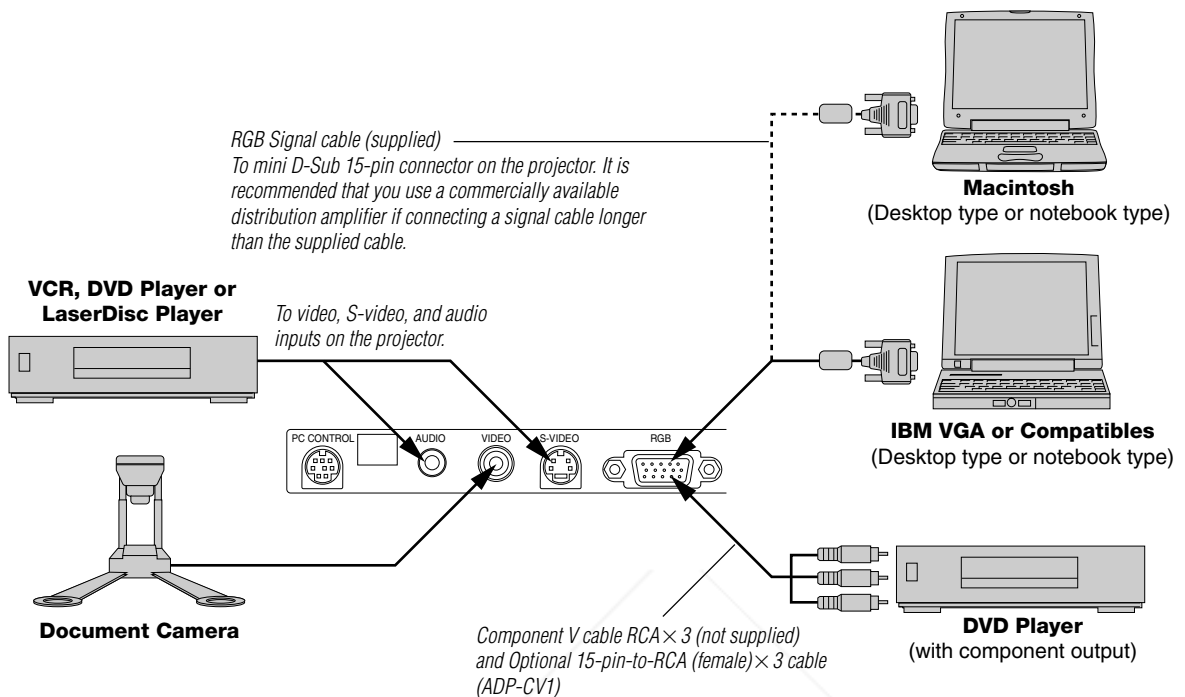 RGB Signal cable (supplied)
To mini D-Sub 15-pin connector on the projector. It is
recommended that you use a commercially available
distribution amplifier if connecting a signal cable longer
than the supplied cable.
Macintosh
(Desktop type or notebook type)
VCR, DVD Player or
LaserDisc Player
To video, S-video, and audio
inputs on the projector.
IBM VGA or Compatibles
(Desktop type or notebook type)
PC CONTROL
AUDIO
VIDEO
S-VIDEO
RGB
Document Camera
Component V cable RCA×3 (not supplied)
and Optional 15-pin-to-RCA (female)×3 cable
(ADP-CV1)
DVD Player
(with component output)